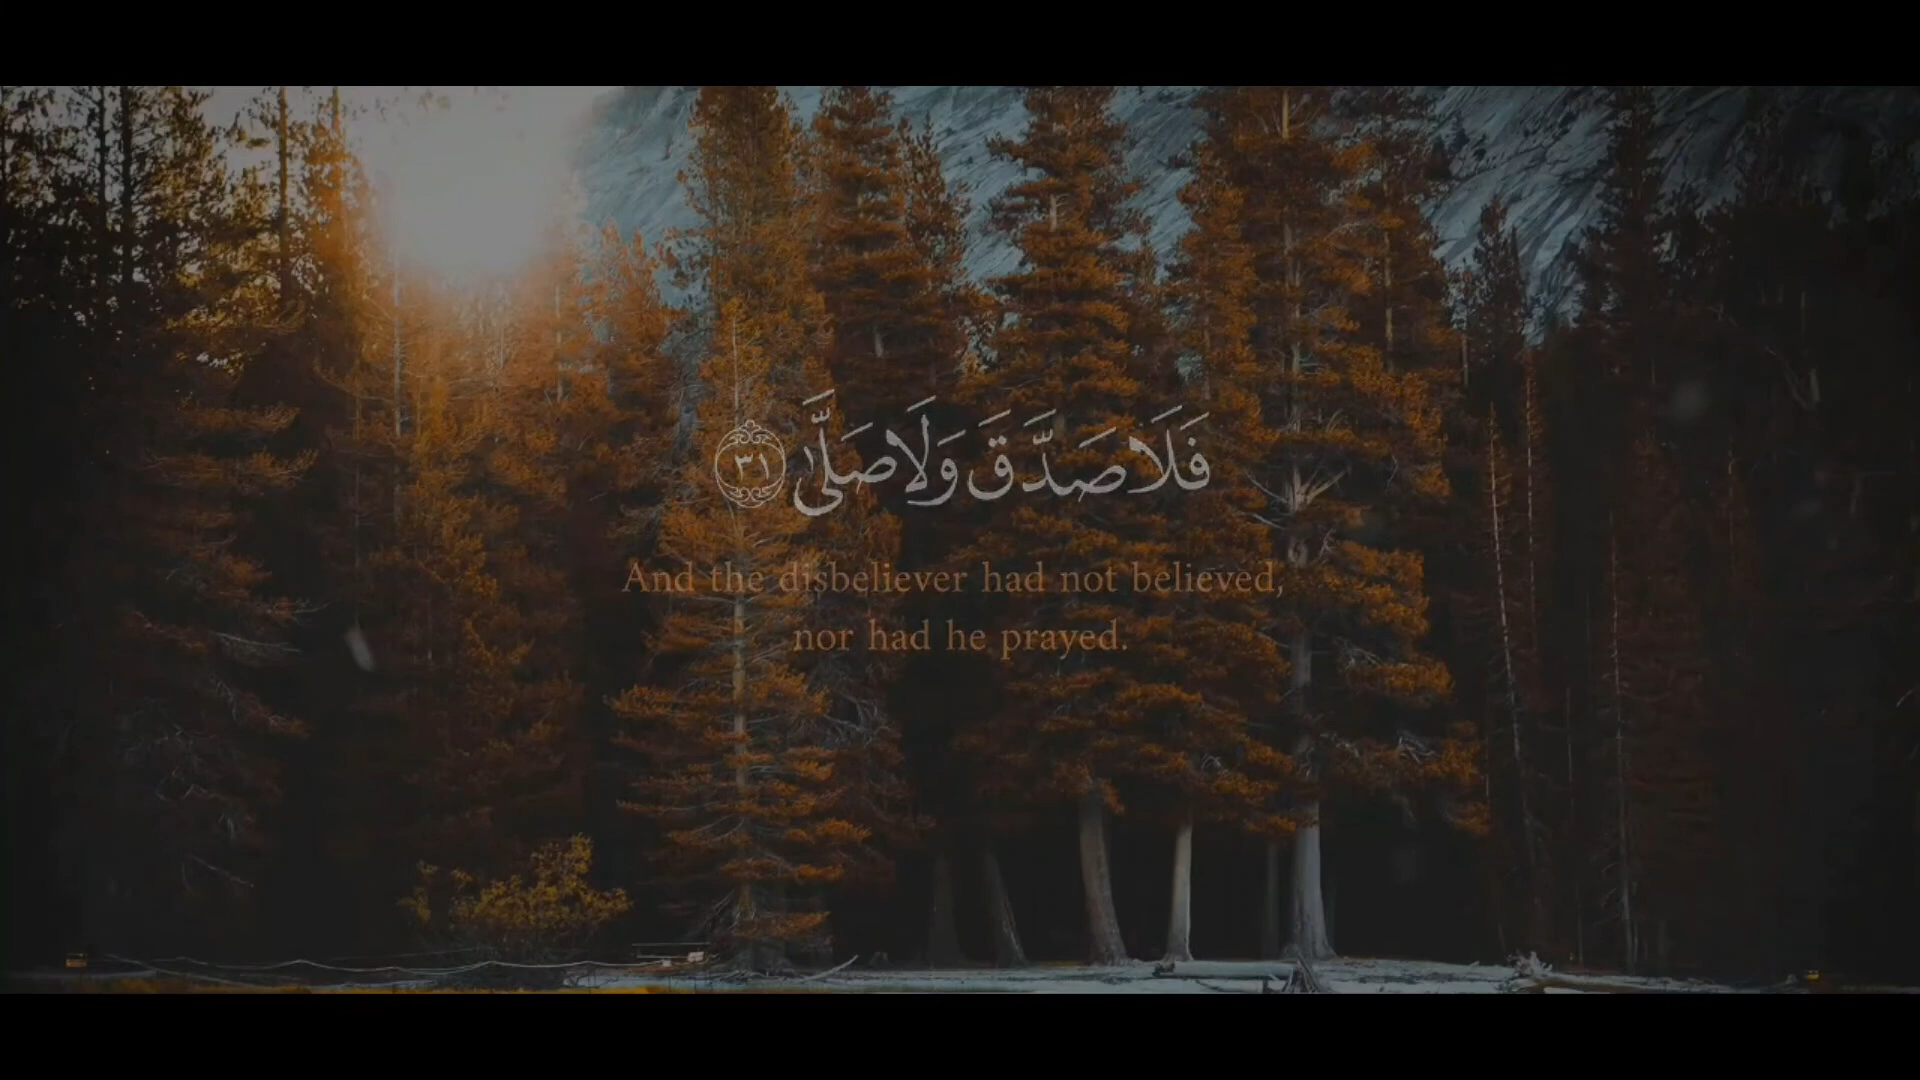 فَلَا صَدَّقَ وَلَا صَلَّىٰ ٣١
And the disbeliever had not believed,
nor had he prayed.